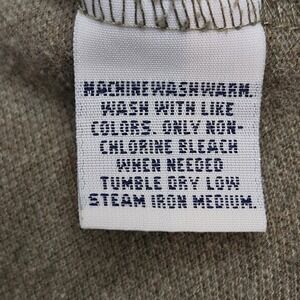 MACHINE WASH WARM.
WASH WITH LIKE
COLORS. ONLY NON-
CHLORINE BLEACH
WHEN NEEDED
TUMBLE DRY LOW
STEAM IRON MEDIUM.